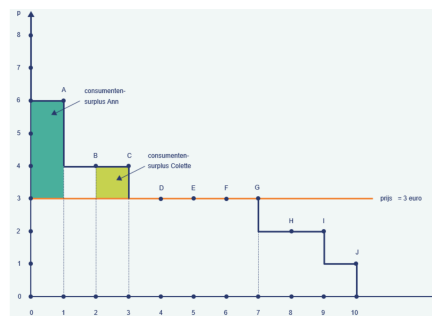 p
8
7
A
consumenten-
surplus Ann
6
5
B
C
consumenten-
surplus Colette
4
D
E
F
G
3
prijs = 3 euro
H
I
2
J
1
0
0 1 2 3 4 5 6 7 8 9 10